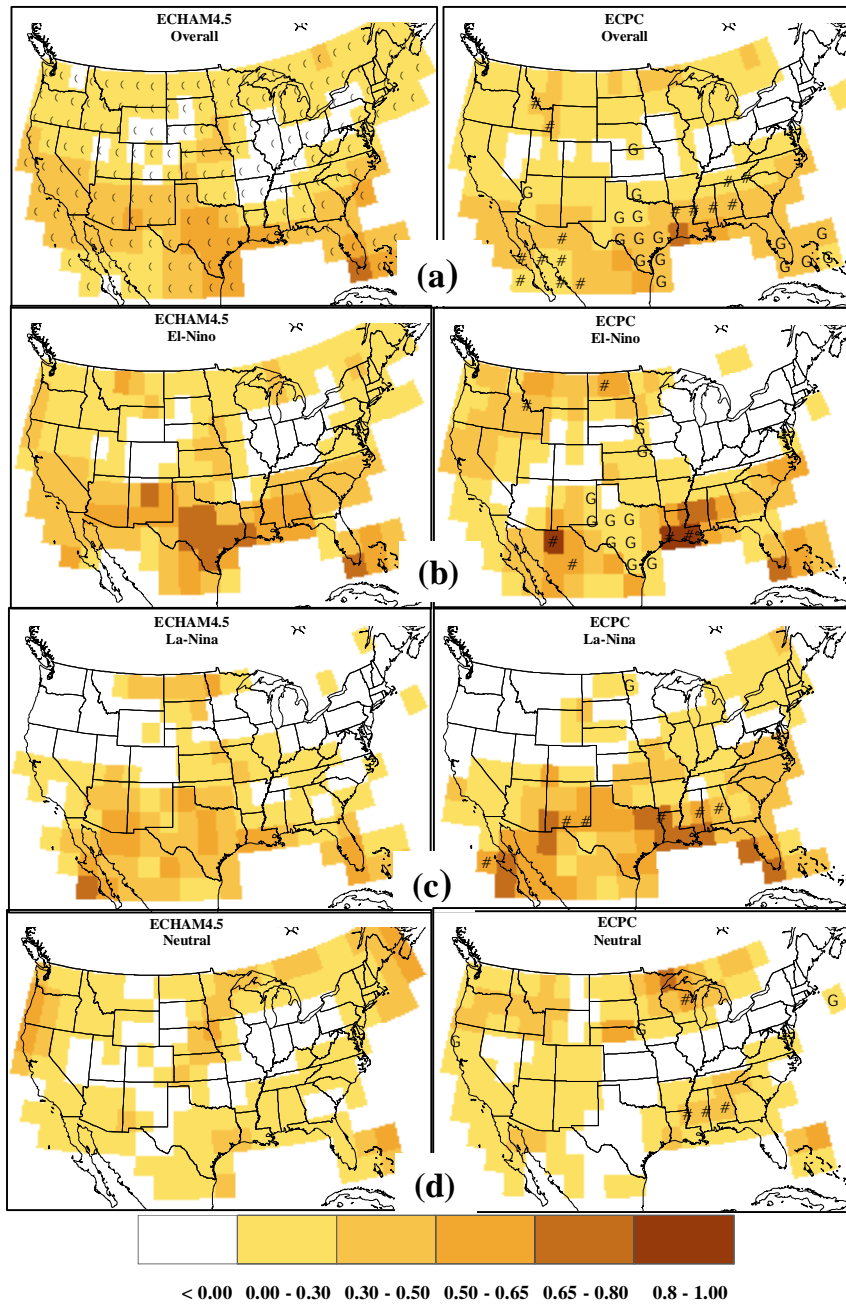 ECHAM4.5
Overall
ECPC
Overall
(a)
ECHAM4.5
El-Nino
ECPC
El-Nino
(b)
ECHAM4.5
La-Nina
ECPC
La-Nina
(c)
ECHAM4.5
Neutral
ECPC
Neutral
(d)
< 0.00 0.00 - 0.30 0.30 - 0.50 0.50 - 0.65 0.65 - 0.80 0.8 - 1.00